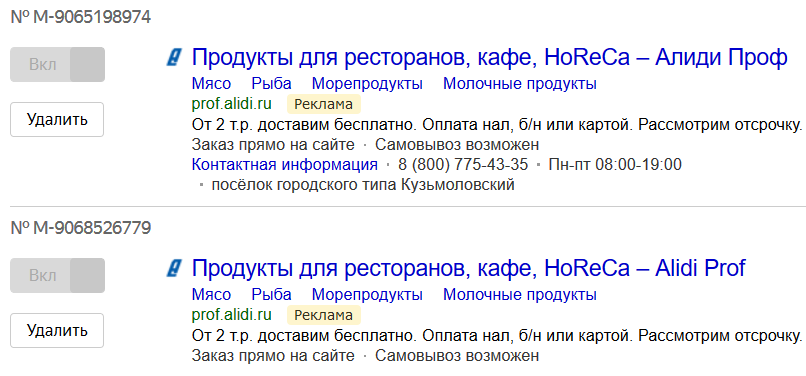 № М-9065198974
Вкл
Продукты для ресторанов, кафе, HoReCa – Алиди Проф
Мясо Рыба Морепродукты Молочные продукты
prof.alidi.ru Реклама
Удалить
От 2 т.р. доставим бесплатно. Оплата нал, б/н или картой. Рассмотрим отсрочку.
Заказ прямо на сайте · Самовывоз возможен
Контактная информация · 8 (800) 775-43-35 · Пн-пт 08:00-19:00
· посёлок городского типа Кузьмоловский
№ М-9068526779
Вкл
Продукты для ресторанов, кафе, HoReCa – Alidi Prof
Мясо Рыба Морепродукты Молочные продукты
prof.alidi.ru Реклама
Удалить
От 2 т.р. доставим бесплатно. Оплата нал, б/н или картой. Рассмотрим отсрочку.
Заказ прямо на сайте · Самовывоз возможен